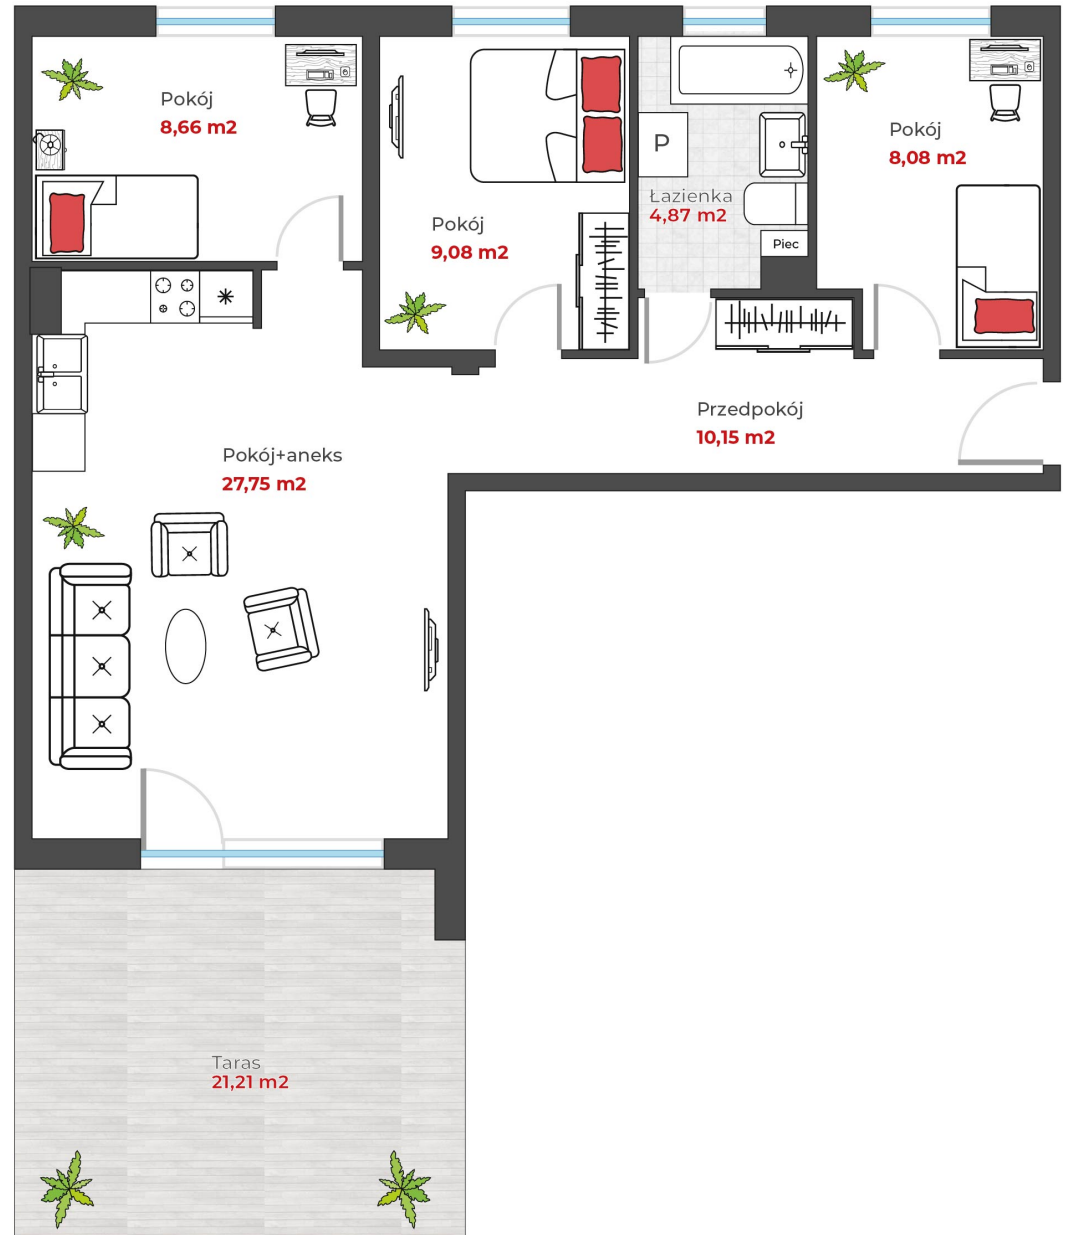 Pokój
8,66 m2
Pokój
9,08 m2
P
Łazienka
4,87 m2
Piec
Pokój
8,08 m2
Przedpokój
10,15 m2
Pokój+aneks
27,75 m2
Taras
21,21 m2